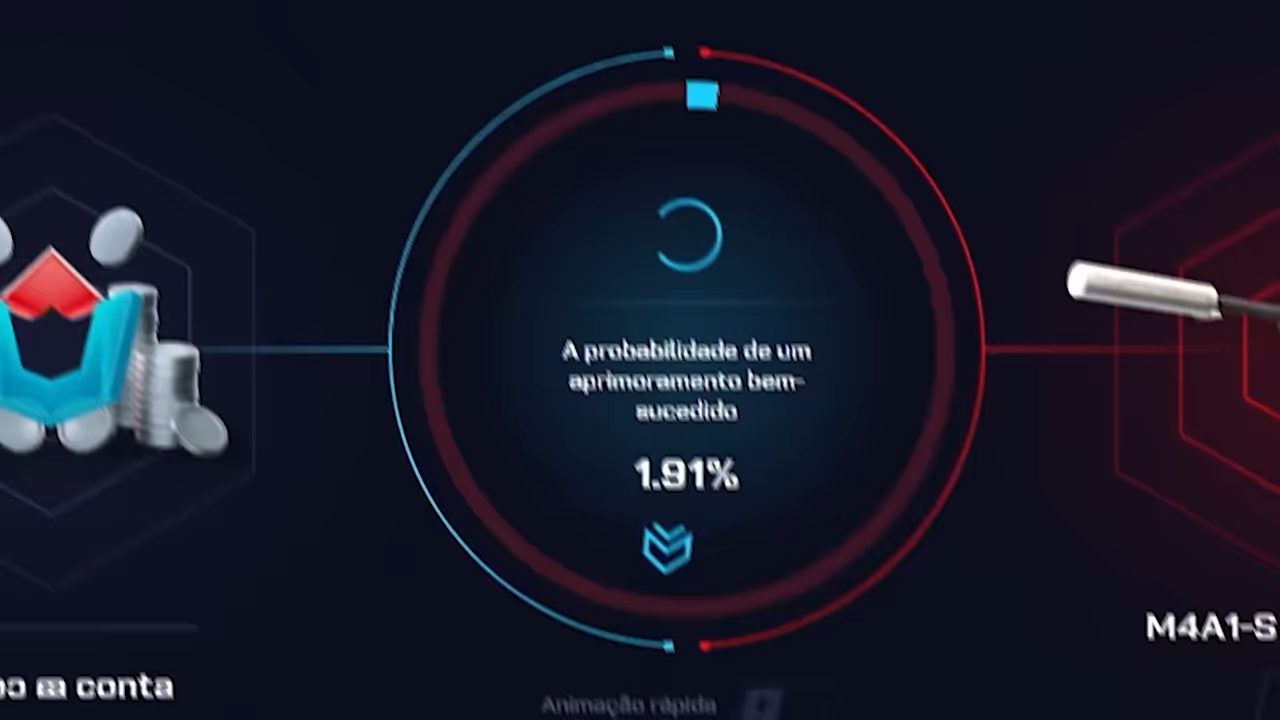 A probabilidade de um
aprimoramento bem-
sucedido
1.91%
M4A1-S
conta
Animação rápida